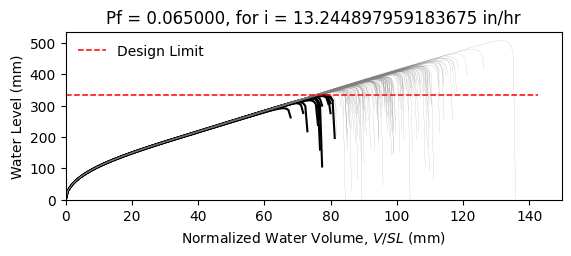 Pf = 0.065000, for i = 13.244897959183675 in/hr
Water Level (mm)
500
400
300
200
100
0
Design Limit
0 20 40 60 80 100 120 140
Normalized Water Volume, V/SL (mm)